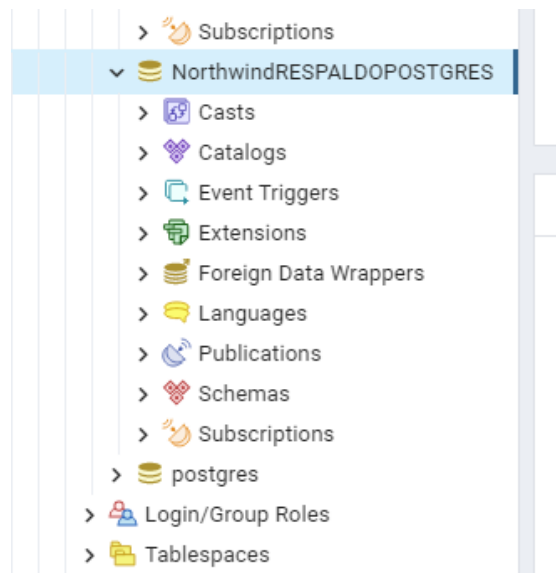 Subscriptions
NorthwindRESPALDOPOSTGRES
Casts
Catalogs
Event Triggers
Extensions
Foreign Data Wrappers
Languages
Publications
Schemas
Subscriptions
postgres
Login/Group Roles
Tablespaces